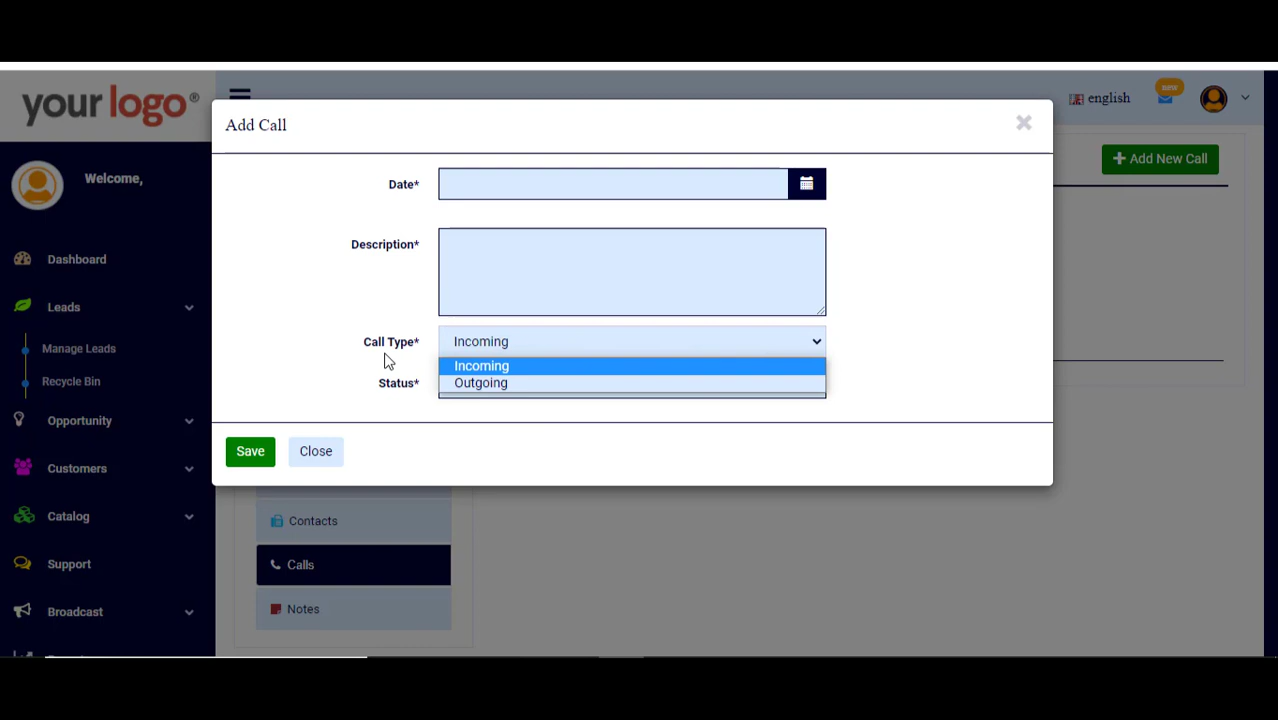 your logo®
english
new
Add Call
×
Add New Call
Welcome,
Date*
Description*
Dashboard
Leads
Call Type*
Incoming
Manage Leads
Incoming
Recycle Bin
Status*
Outgoing
Opportunity
Save
Close
Customers
Catalog
Contacts
Support
Calls
Broadcast
Notes